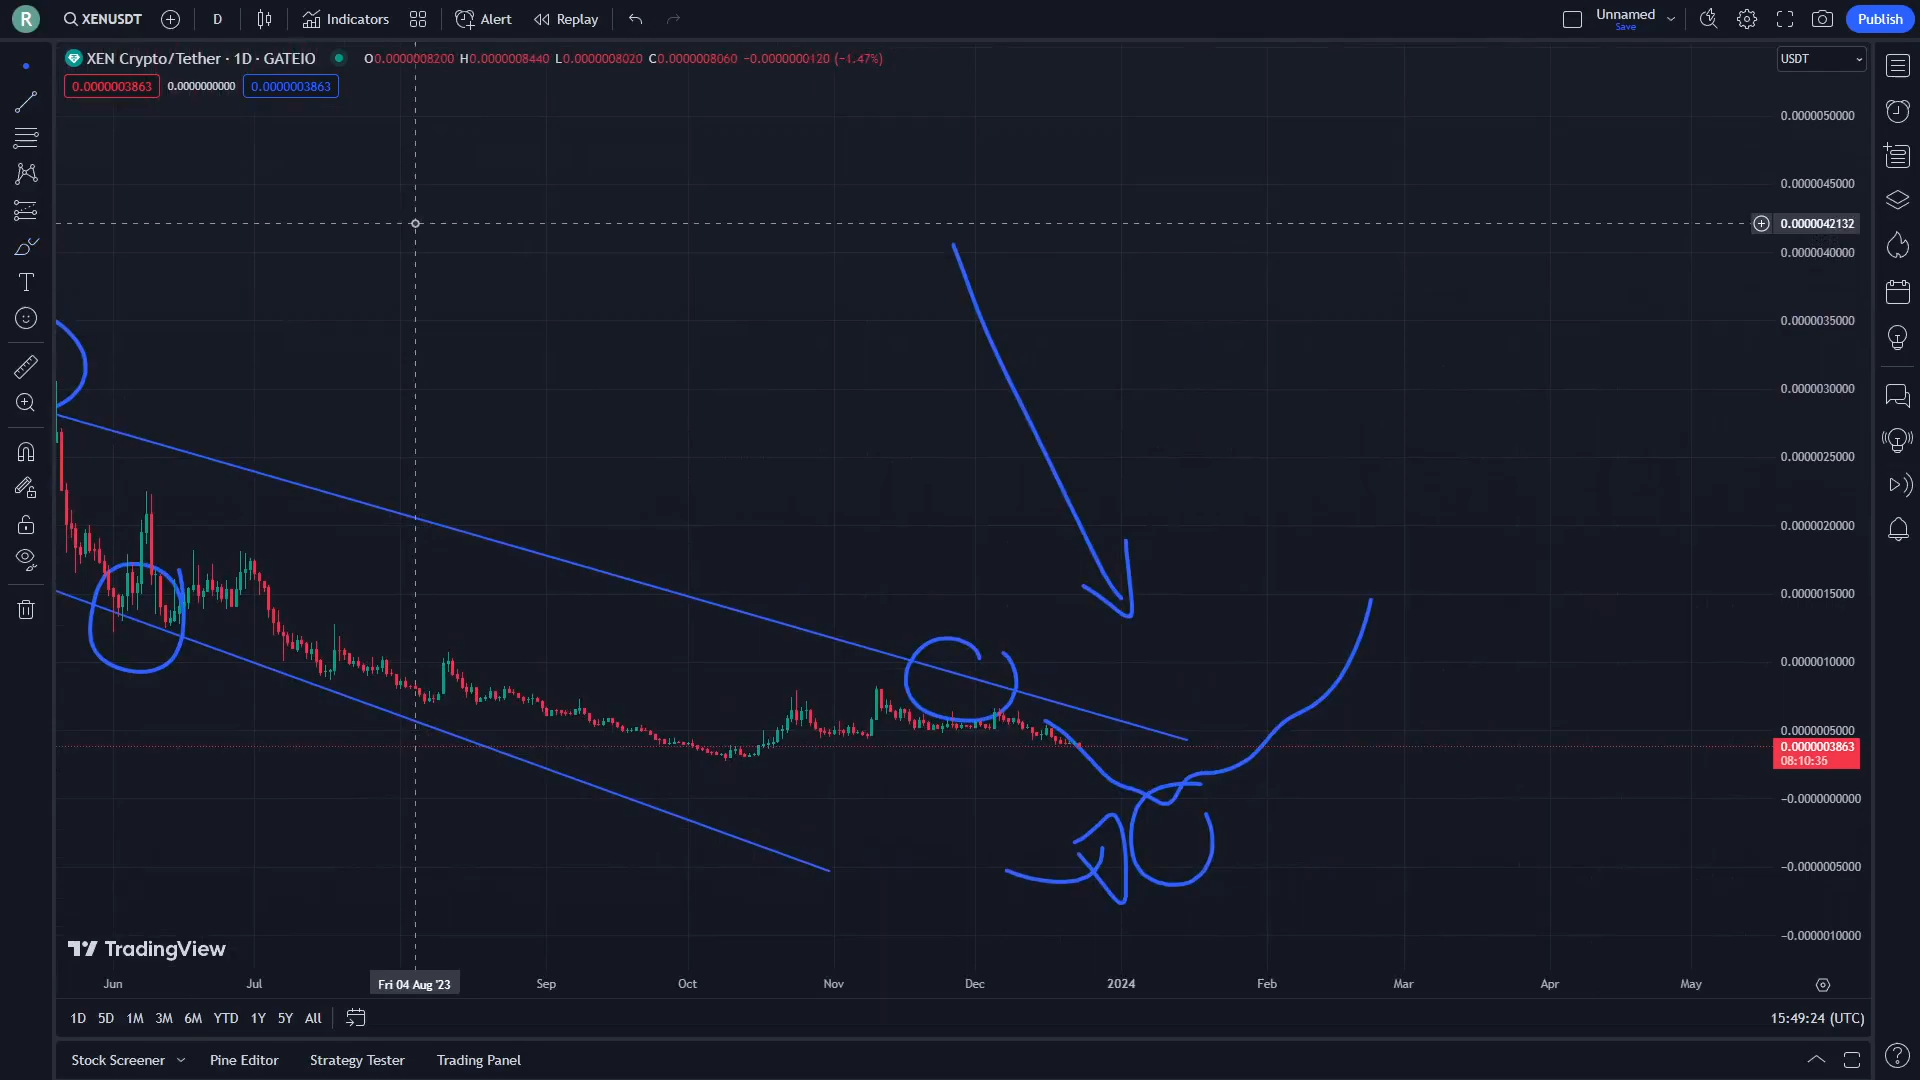 R XENUSDT D Indicators Alert Replay Unnamed Save Publish
XEN Crypto/Tether · 1D · GATEIO O0.0000008200 H0.0000008440 L0.0000008020 C0.0000008060 −0.0000000120 (−1.47%) USDT
0.0000003863 0.0000000000 0.0000003863
0.0000050000
0.0000045000
0.0000042132
0.0000040000
0.0000035000
0.0000030000
0.0000025000
0.0000020000
0.0000015000
0.0000010000
0.0000005000
0.0000003863
08:10:36
−0.0000000000
−0.0000005000
−0.0000010000
TradingView
Jun Jul Fri 04 Aug '23 Sep Oct Nov Dec 2024 Feb Mar Apr May
1D 5D 1M 3M 6M YTD 1Y 5Y All 15:49:24 (UTC)
Stock Screener Pine Editor Strategy Tester Trading Panel